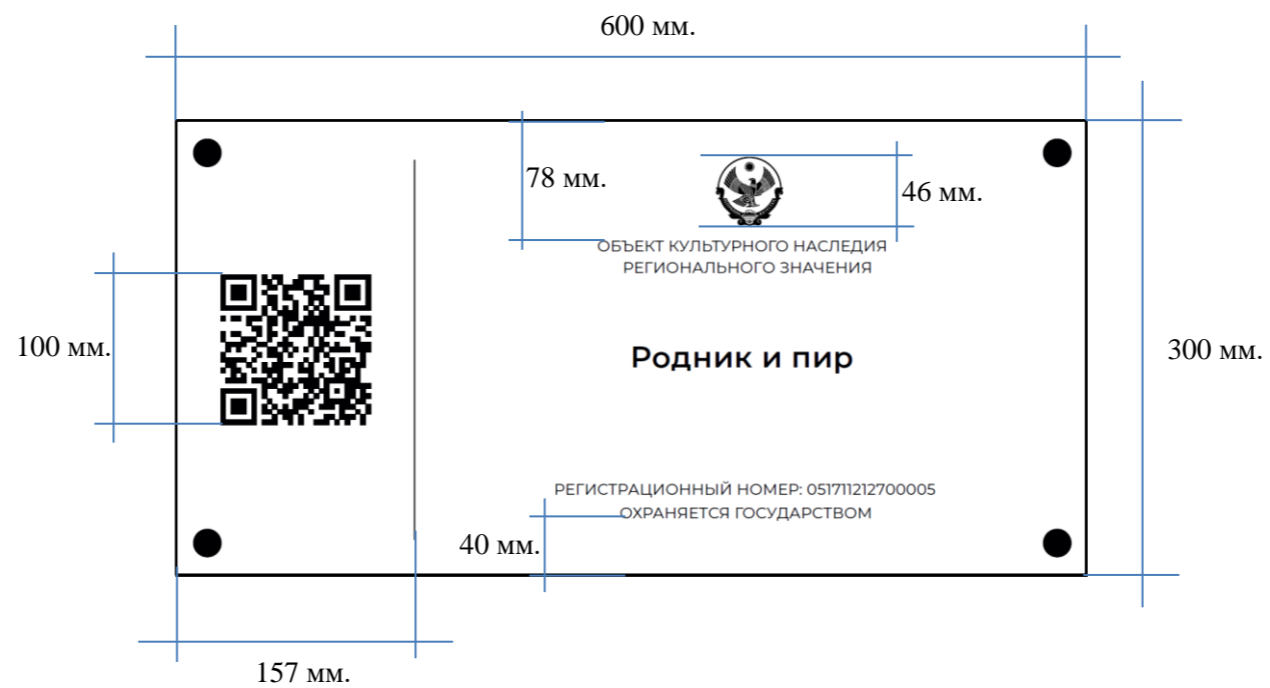 600 мм.
78 мм.
46 мм.
ОБЪЕКТ КУЛЬТУРНОГО НАСЛЕДИЯ
РЕГИОНАЛЬНОГО ЗНАЧЕНИЯ
100 мм.
Родник и пир
300 мм.
РЕГИСТРАЦИОННЫЙ НОМЕР: 051711212700005
ОХРАНЯЕТСЯ ГОСУДАРСТВОМ
40 мм.
157 мм.